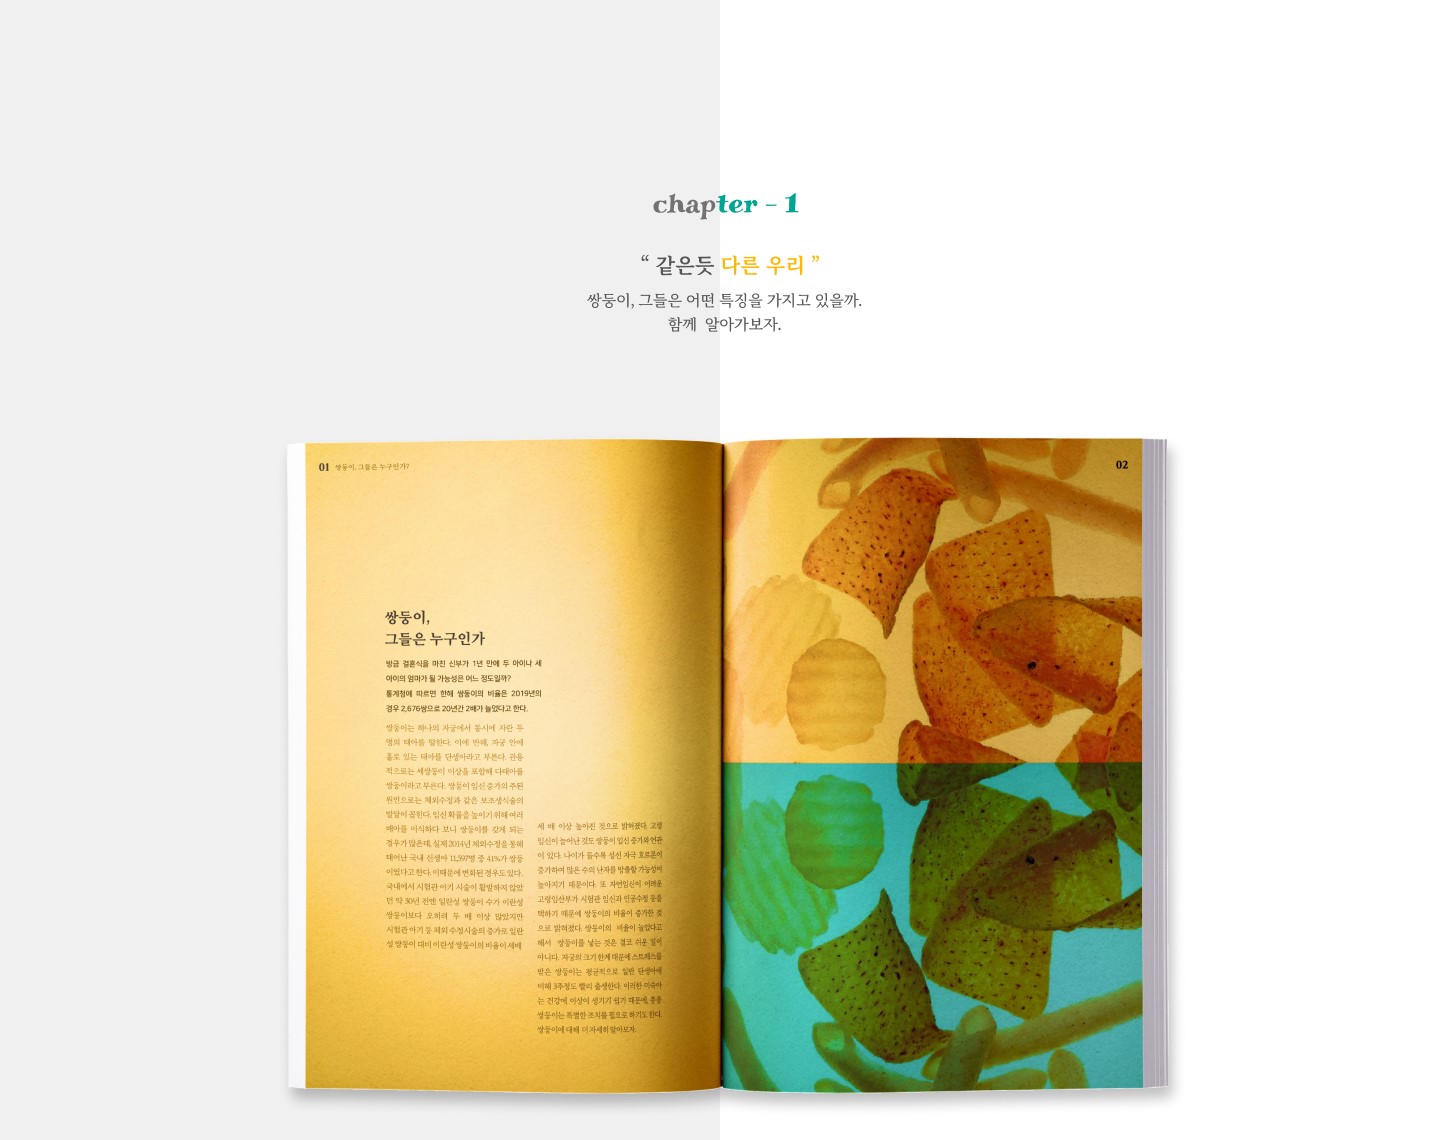 chapter – 1
“ 같은듯 다른 우리 ”
쌍둥이, 그들은 어떤 특징을 가지고 있을까.
함께 알아가보자.
01 쌍둥이, 그들은 누구인가?
쌍둥이,
그들은 누구인가
방금 결혼식을 마친 신부가 1년 만에 두 아이나 세
아이의 엄마가 될 가능성은 어느 정도일까?
통계청에 따르면 한해 쌍둥이의 비율은 2019년의
경우 2,676쌍으로 20년간 2배가 늘었다고 한다.
쌍둥이는 하나의 자궁에서 동시에 자란 두
명의 태아를 말한다. 이에 반해, 자궁 안에
홀로 있는 태아를 단생아라고 부른다. 관용
적으로는 세쌍둥이 이상을 포함해 다태아를
쌍둥이라고 부른다. 쌍둥이 임신 증가의 주된
원인으로는 체외수정과 같은 보조생식술의
발달이 꼽힌다. 임신 확률을 높이기 위해 여러
배아를 이식하다 보니 쌍둥이를 갖게 되는
경우가 많은데, 실제 2014년 체외수정을 통해
태어난 국내 신생아 11,597명 중 41%가 쌍둥
이었다고 한다. 이때문에 변화된 경우도 있다.
국내에서 시험관 아기 시술이 활발하지 않았
던 약 30년 전엔 일란성 쌍둥이 수가 이란성
쌍둥이보다 오히려 두 배 이상 많았지만
시험관 아기 등 체외 수정시술의 증가로 일란
성 쌍둥이 대비 이란성 쌍둥이의 비율이 세배
세 배 이상 높아진 것으로 밝혀졌다. 고령
임신이 늘어난 것도 쌍둥이 임신 증가와 연관
이 있다. 나이가 들수록 성선 자극 호르몬이
증가하여 많은 수의 난자를 방출할 가능성이
높아지기 때문이다. 또 자연임신이 어려운
고령임산부가 시험관 임신과 인공수정 등을
택하기 때문에 쌍둥이의 비율이 증가한 것
으로 밝혀졌다. 쌍둥이의 비율이 늘었다고
해서 쌍둥이를 낳는 것은 결코 쉬운 일이
아니다. 자궁의 크기 한계 때문에 스트레스를
받은 쌍둥이는 평균적으로 일반 단생아에
비해 3주정도 빨리 출생한다. 이러한 미숙아
는 건강에 이상이 생기기 쉽기 때문에, 종종
쌍둥이는 특별한 조치를 필요로 하기도 한다.
쌍둥이에 대해 더 자세히 알아보자.
02